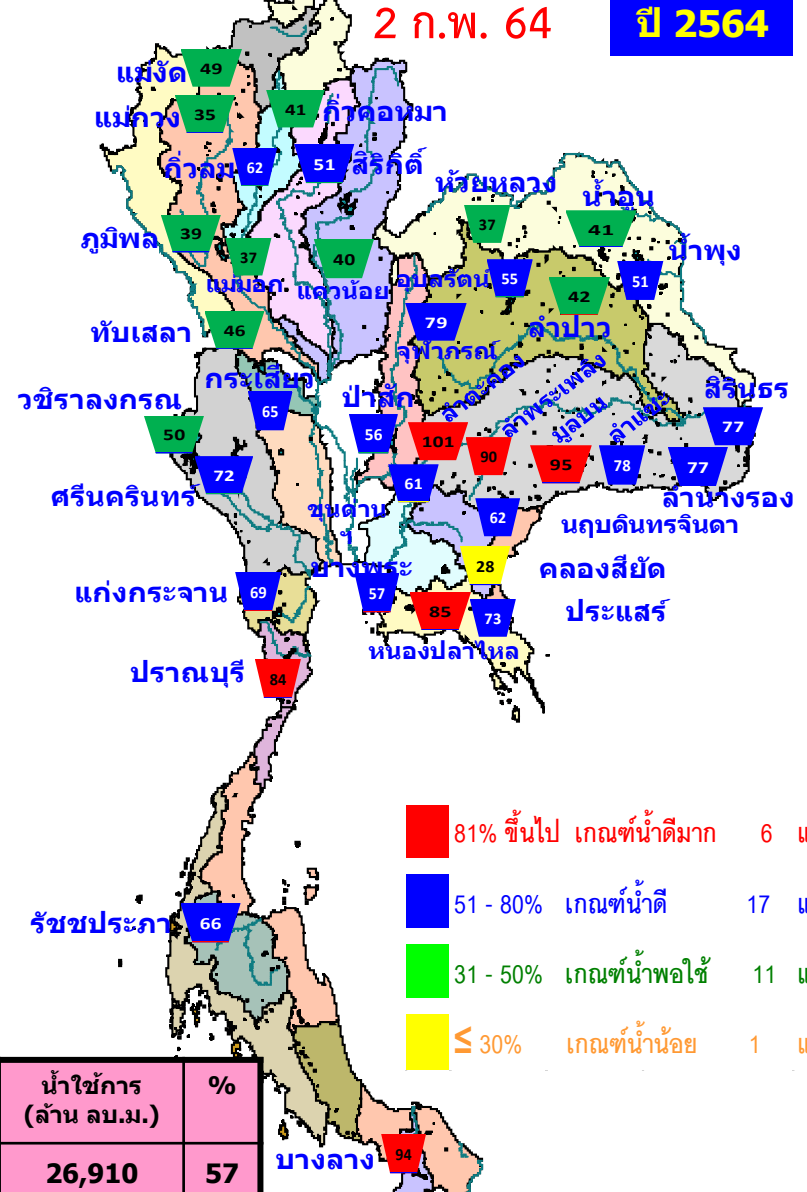 2 ก.พ. 64
ปี 2564
แม่งัด 49
แม่กวง 35
41 กิ่วคอหมา
กิ่วลม 62
51 สิริกิติ์
ห้วยหลวง
37
น้ำอูน
41
ภูมิพล 39
37
แม่มอก
40
แควน้อย
น้ำพุง
51
อุบลรัตน์ 55
42
ลำปาว
ทับเสลา 46
79
จุฬาภรณ์
กระเสียว
65
ป่าสัก
56
ลำตะคอง
101
ลำพระเพลิง
90
มูลบน
95
ลำแชะ
78
สิรินธร
77
วชิราลงกรณ
50
ศรีนครินทร์ 72
61
ขุนด่าน
ฯ
77
ลำนางรอง
62
นฤบดินทรจินดา
บางพระ
57
28 คลองสียัด
แก่งกระจาน 69
85
หนองปลาไหล
73 ประแสร์
ปราณบุรี 84
81% ขึ้นไป เกณฑ์น้ำดีมาก 6 แ
51 - 80% เกณฑ์น้ำดี 17 แ
รัชชประภา 66
31 - 50% เกณฑ์น้ำพอใช้ 11 แ
≤ 30% เกณฑ์น้ำน้อย 1 แ
น้ำใช้การ %
(ล้าน ลบ.ม.)
26,910 57
บางลาง 94